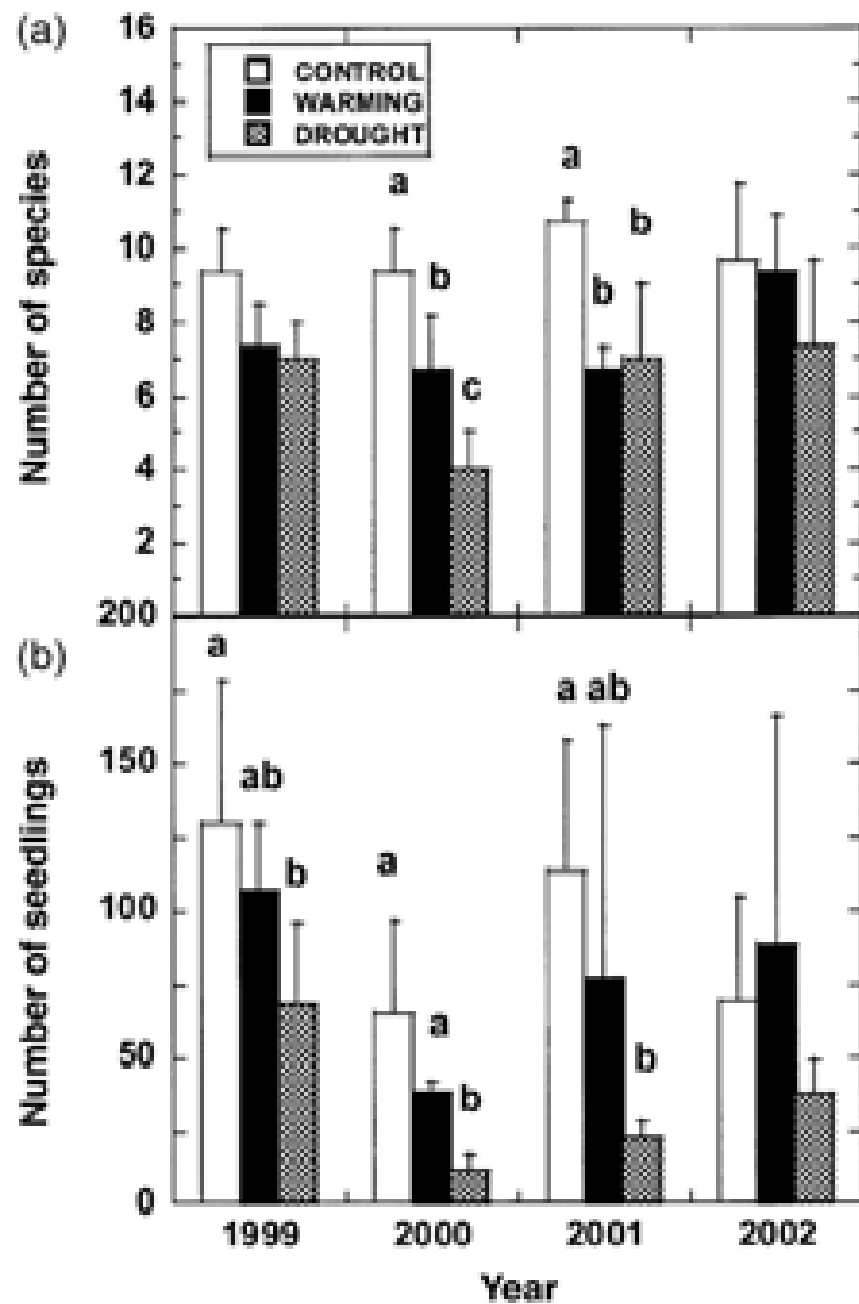 (a)
16
14
12
10
8
6
4
2
Number of species
CONTROL
WARMING
DROUGHT
a
b
c
a
b
b
(b)
200
150
100
50
0
Number of seedlings
a
ab
b
a
a
b
a ab
b
1999 2000 2001 2002
Year